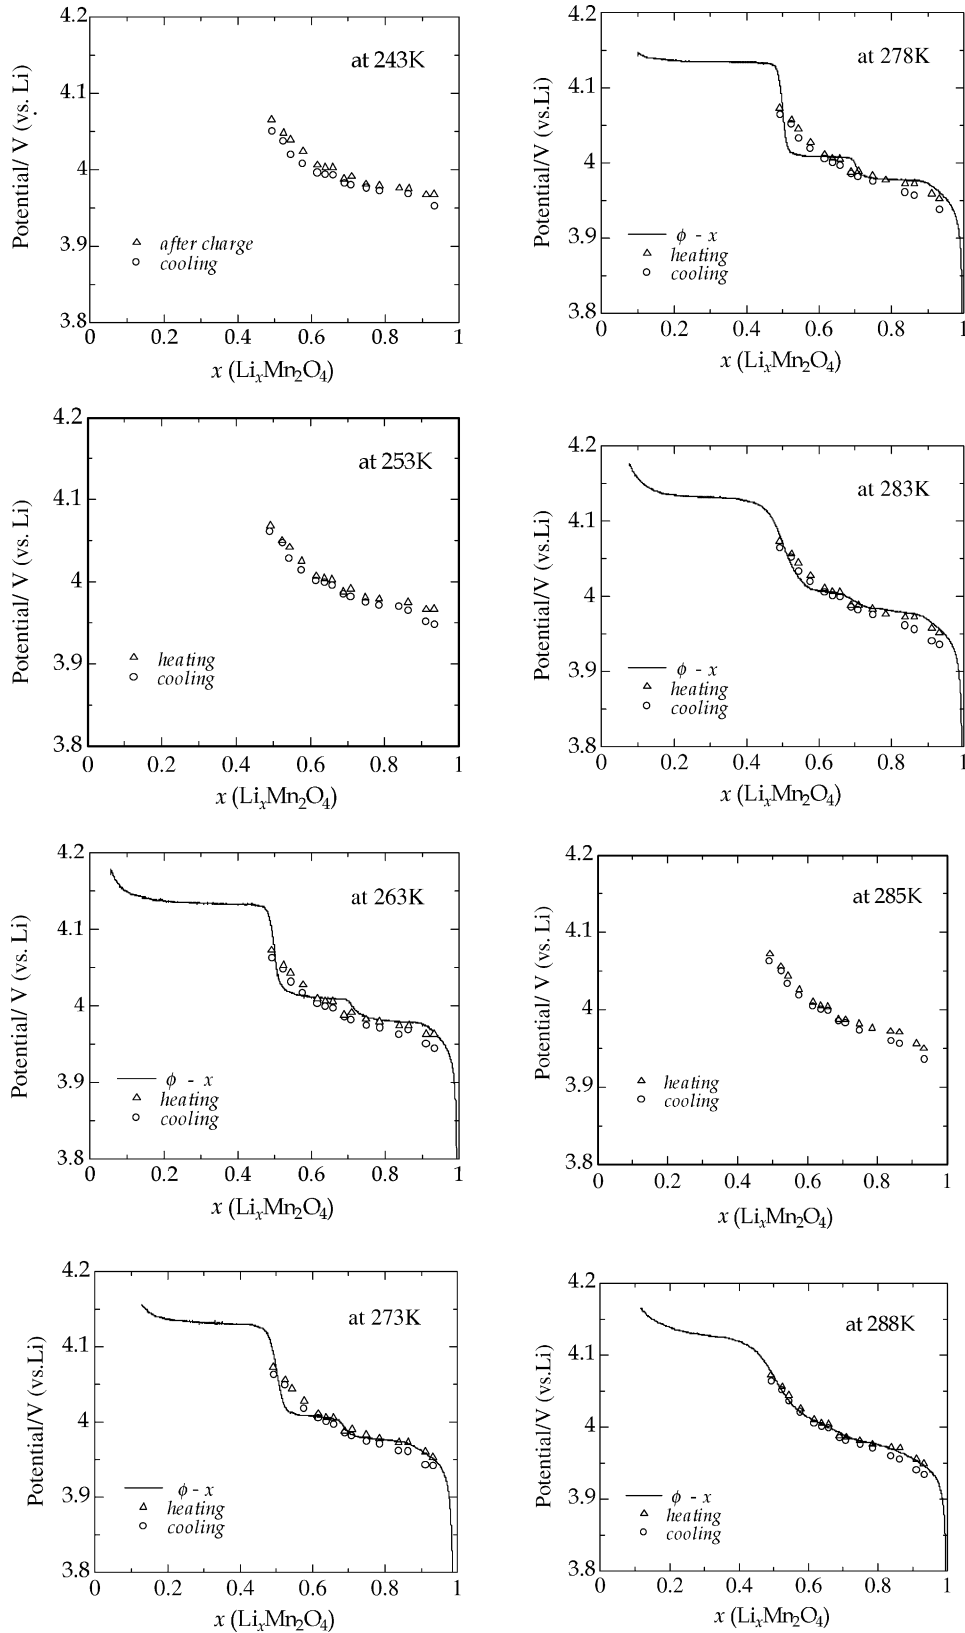 4.2
4.1
4
3.9
3.8
0 0.2 0.4 0.6 0.8 1
Potential/ V (vs. Li)
x (LiₓMn₂O₄)
at 243K
after charge
cooling
4.2
4.1
4
3.9
3.8
0 0.2 0.4 0.6 0.8 1
Potential/V (vs.Li)
x (LiₓMn₂O₄)
at 278K
ϕ - x
heating
cooling
4.2
4.1
4
3.9
3.8
0 0.2 0.4 0.6 0.8 1
Potential/ V (vs. Li)
x (LiₓMn₂O₄)
at 253K
heating
cooling
4.2
4.1
4
3.9
3.8
0 0.2 0.4 0.6 0.8 1
Potential/V (vs.Li)
x (LiₓMn₂O₄)
at 283K
ϕ - x
heating
cooling
4.2
4.1
4
3.9
3.8
0 0.2 0.4 0.6 0.8 1
Potential/ V (vs. Li)
x (LiₓMn₂O₄)
at 263K
ϕ - x
heating
cooling
4.2
4.1
4
3.9
3.8
0 0.2 0.4 0.6 0.8 1
Potential/ V (vs. Li)
x (LiₓMn₂O₄)
at 285K
heating
cooling
4.2
4.1
4
3.9
3.8
0 0.2 0.4 0.6 0.8 1
Potential/V (vs.Li)
x (LiₓMn₂O₄)
at 273K
ϕ - x
heating
cooling
4.2
4.1
4
3.9
3.8
0 0.2 0.4 0.6 0.8 1
Potential/V (vs.Li)
x (LiₓMn₂O₄)
at 288K
ϕ - x
heating
cooling